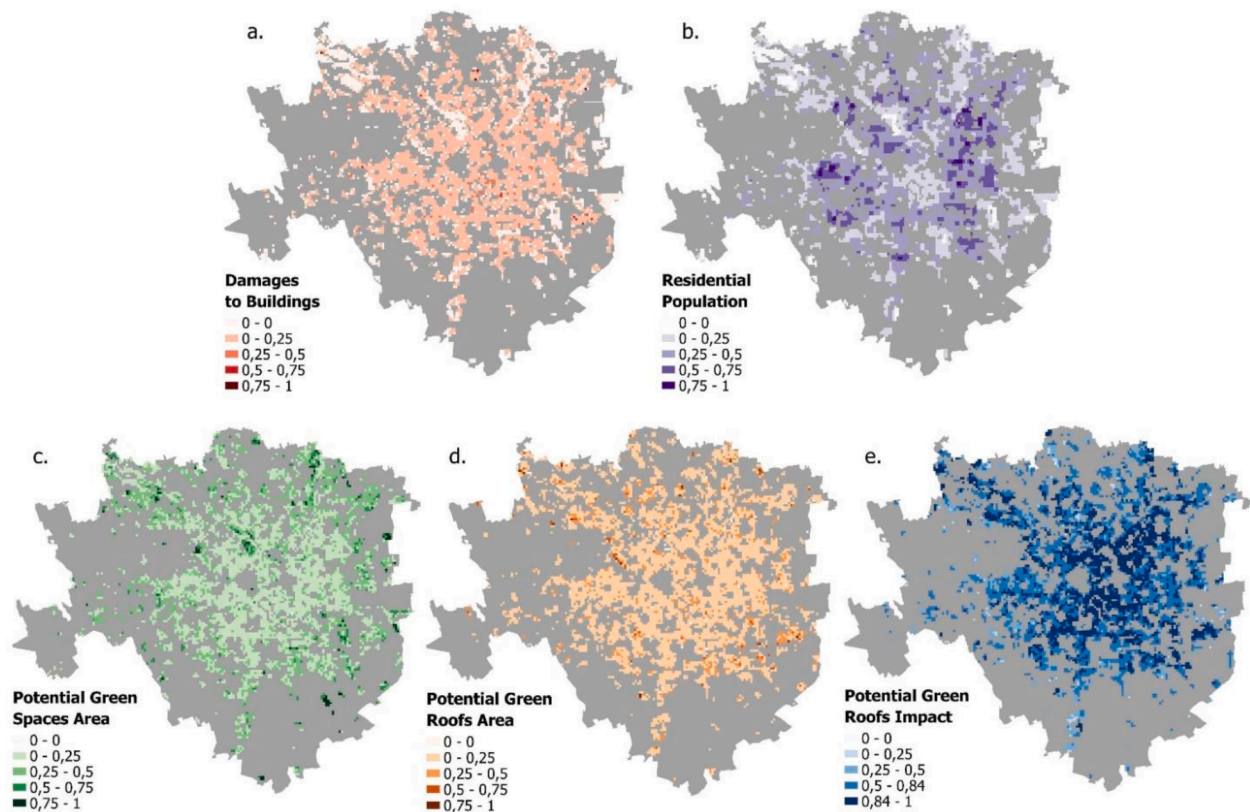 a.
Damages
to Buildings
0 - 0
0 - 0,25
0,25 - 0,5
0,5 - 0,75
0,75 - 1
b.
Residential
Population
0 - 0
0 - 0,25
0,25 - 0,5
0,5 - 0,75
0,75 - 1
c.
Potential Green
Spaces Area
0 - 0
0 - 0,25
0,25 - 0,5
0,5 - 0,75
0,75 - 1
d.
Potential Green
Roofs Area
0 - 0
0 - 0,25
0,25 - 0,5
0,5 - 0,75
0,75 - 1
e.
Potential Green
Roofs Impact
0 - 0
0 - 0,25
0,25 - 0,5
0,5 - 0,84
0,84 - 1